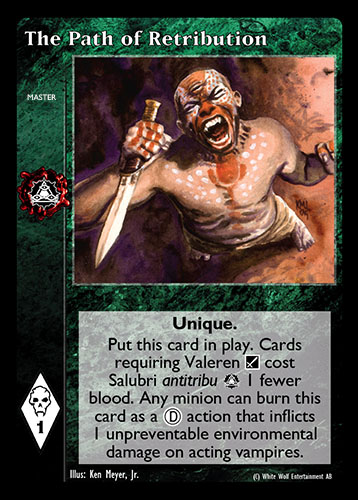 The Path of Retribution
MASTER
Unique.
Put this card in play. Cards
requiring Valeren cost
Salubri antitribu 1 fewer
blood. Any minion can burn this
card as a D action that inflicts
1 unpreventable environmental
damage on acting vampires.
1
Illus: Ken Meyer, Jr.
(C) White Wolf Entertainment AB